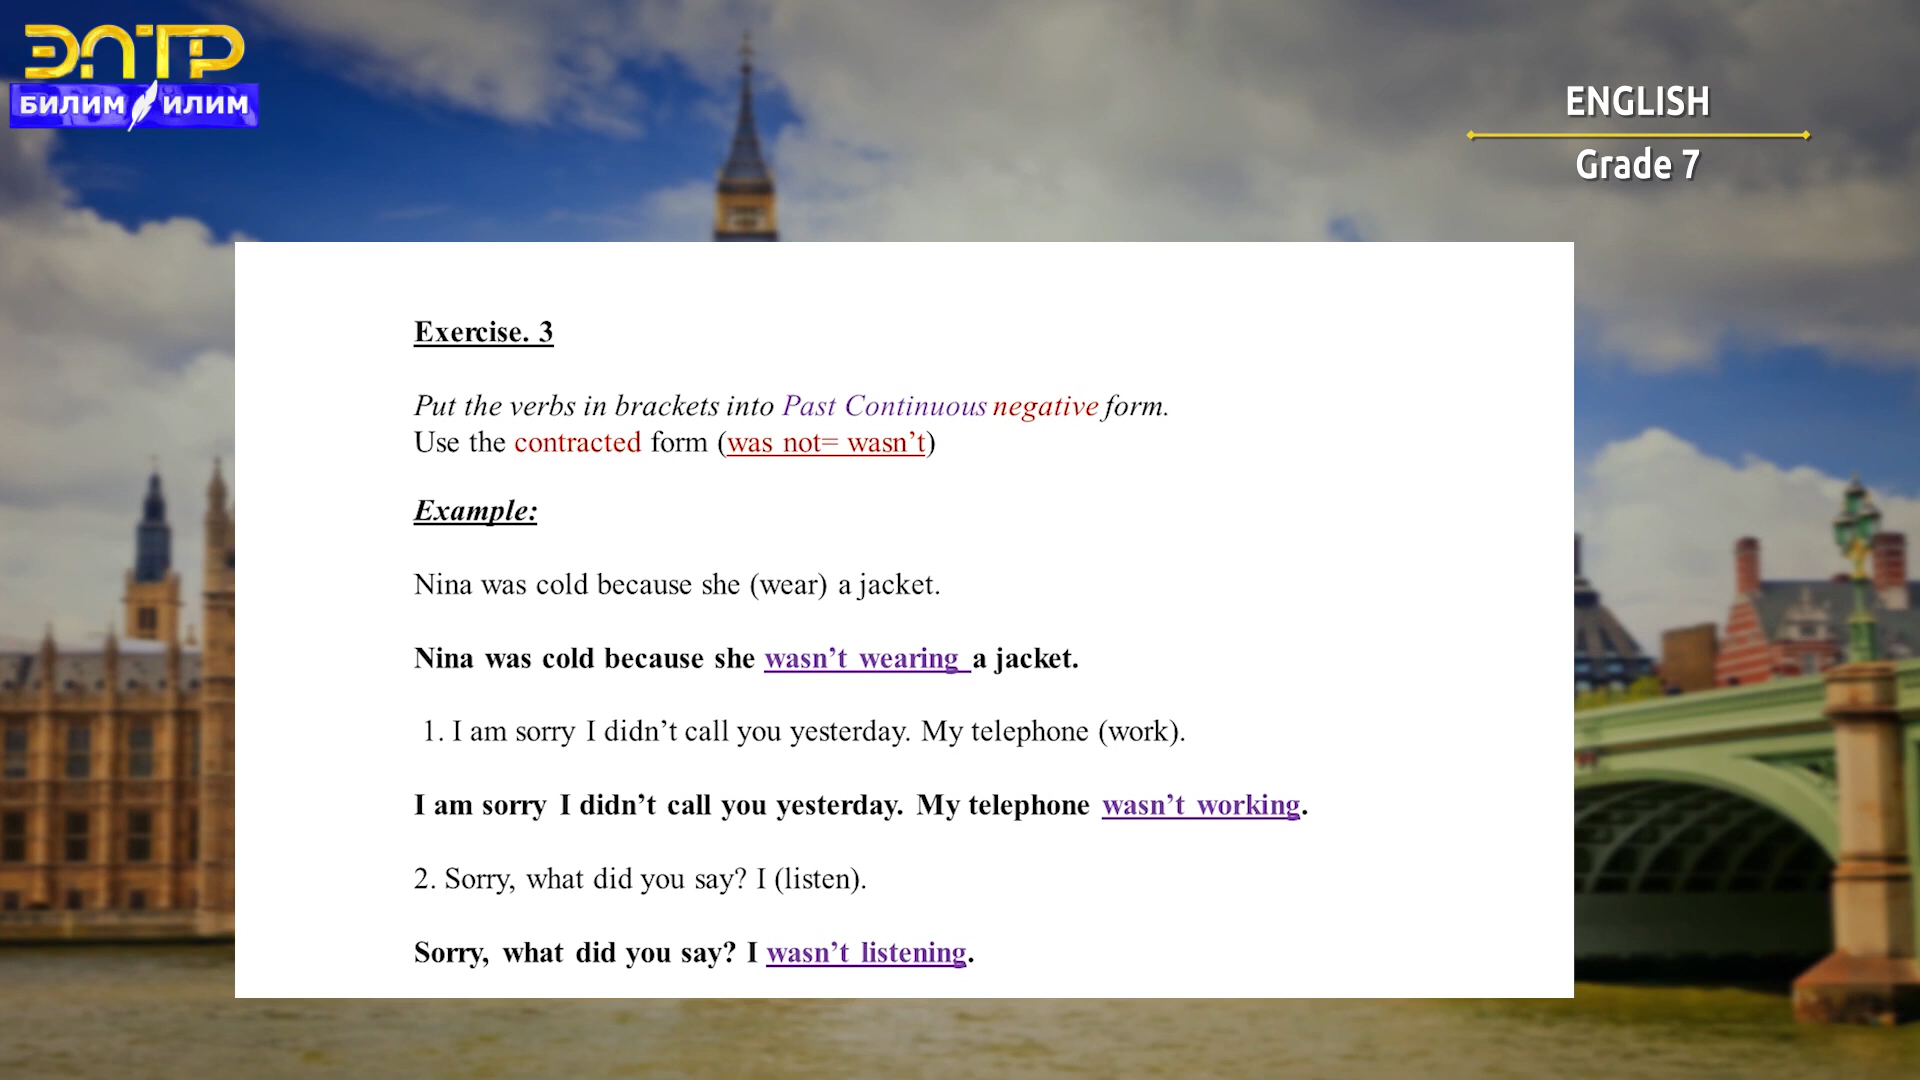 ЭЛТР
БИЛИМ ИЛИМ
ENGLISH
Grade 7
Exercise. 3
Put the verbs in brackets into Past Continuous negative form.
Use the contracted form (was not= wasn’t)
Example:
Nina was cold because she (wear) a jacket.
Nina was cold because she wasn’t wearing a jacket.
1. I am sorry I didn’t call you yesterday. My telephone (work).
I am sorry I didn’t call you yesterday. My telephone wasn’t working.
2. Sorry, what did you say? I (listen).
Sorry, what did you say? I wasn’t listening.